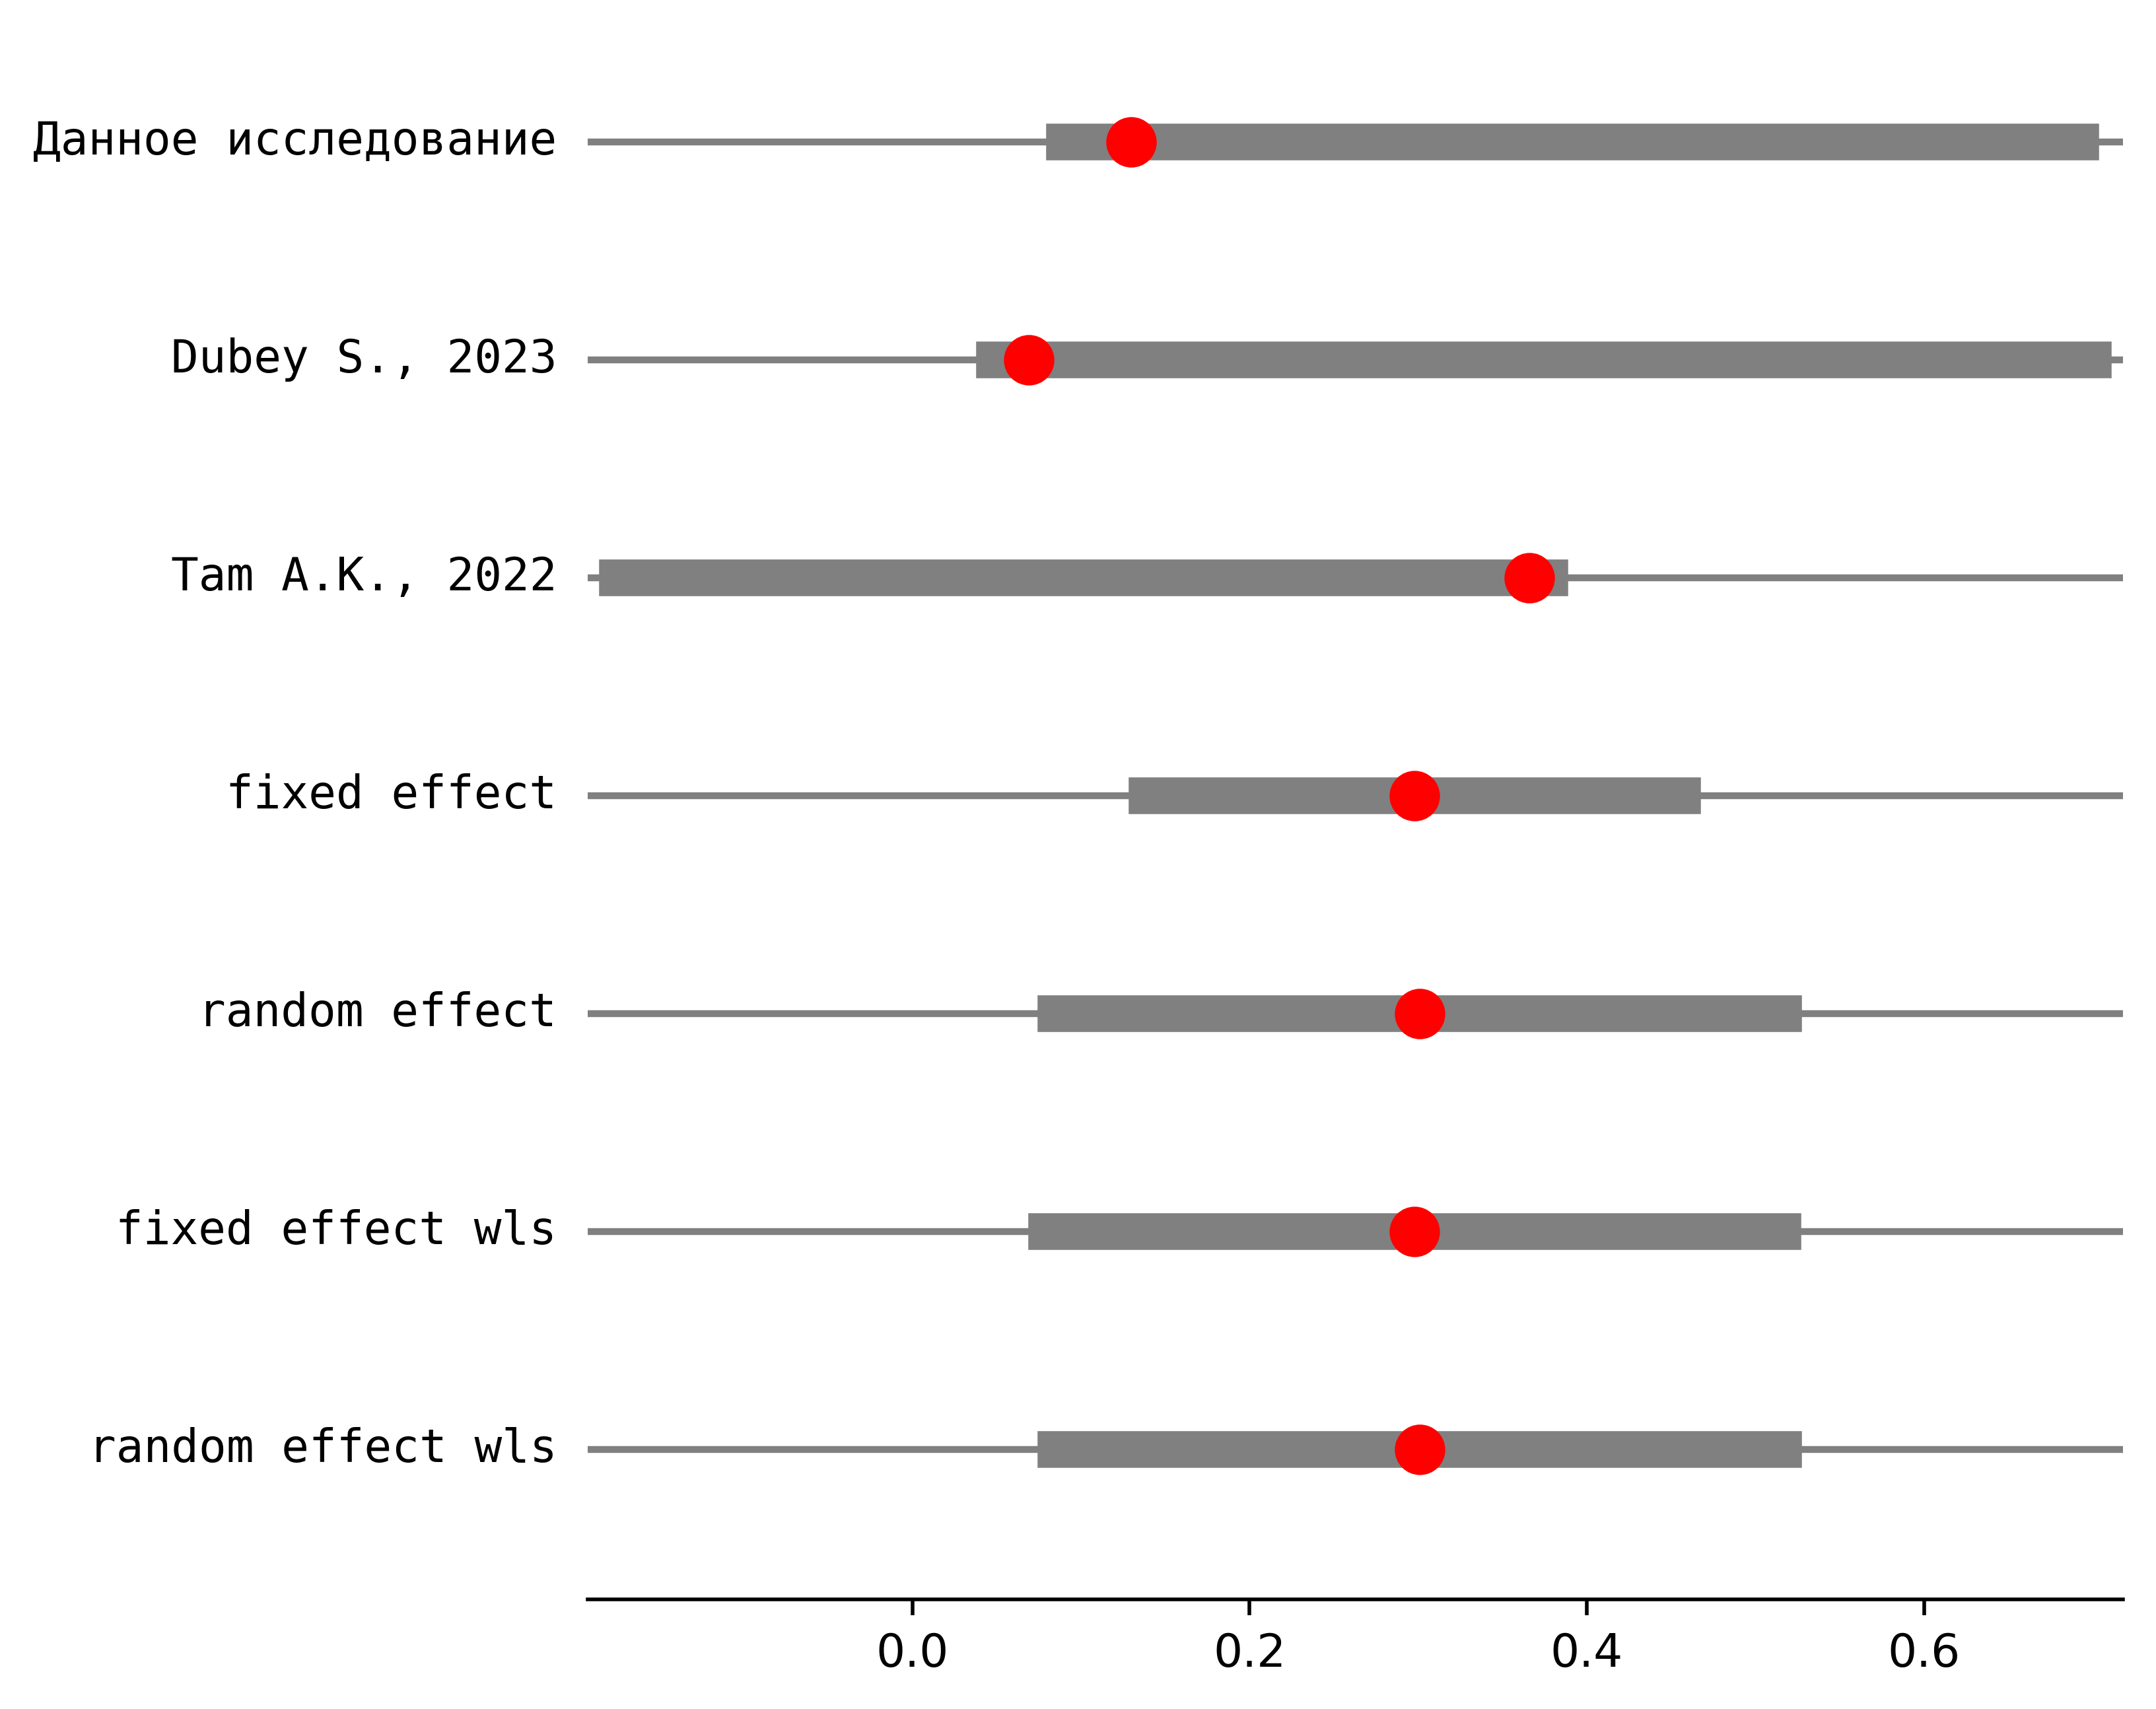 Данное исследование
Dubey S., 2023
Tam A.K., 2022
fixed effect
random effect
fixed effect wls
random effect wls
0.0 0.2 0.4 0.6